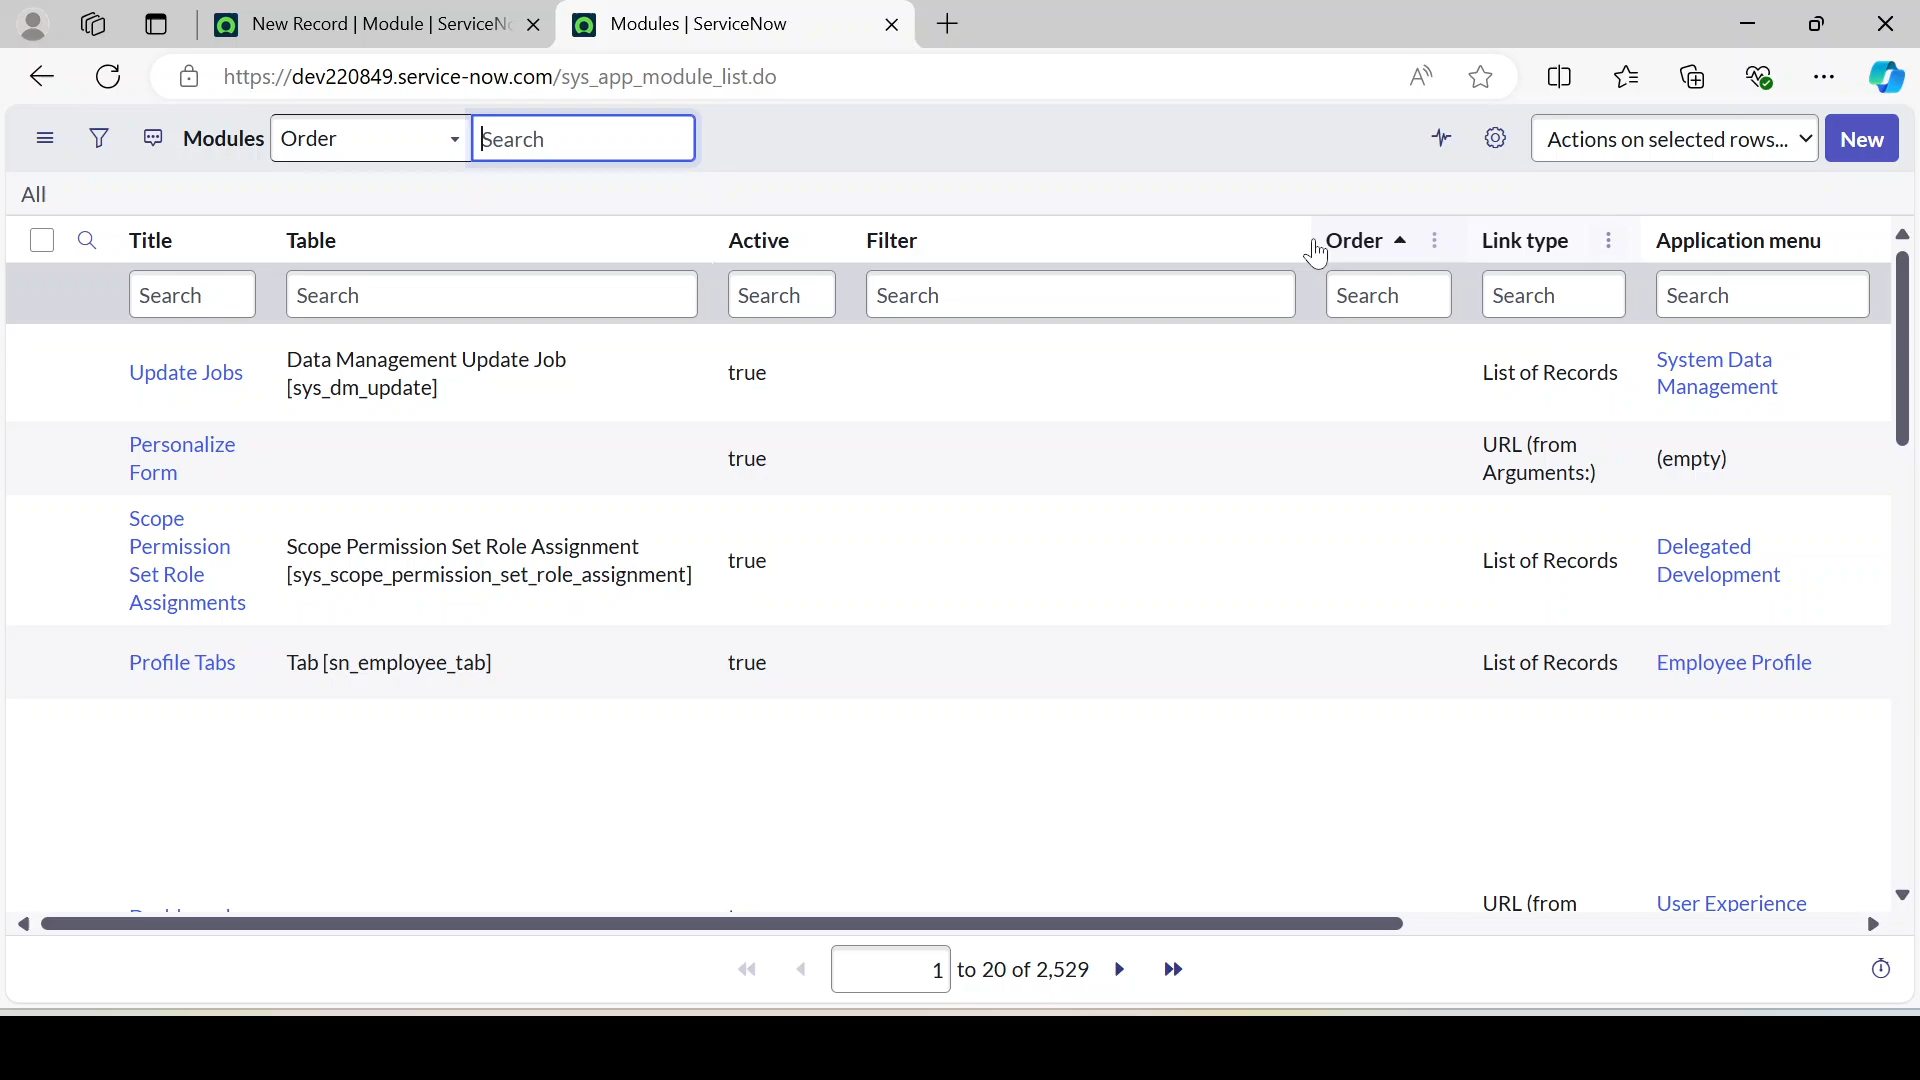 New Record | Module | ServiceN
Modules | ServiceNow
https://dev220849.service-now.com/sys_app_module_list.do
Modules Order Search Actions on selected rows... New
All
Title Table Active Filter Order Link type Application menu
Search Search Search Search Search Search Search
Update Jobs
Data Management Update Job
[sys_dm_update]
true
List of Records
System Data
Management
Personalize
Form
true
URL (from
Arguments:)
(empty)
Scope
Permission
Set Role
Assignments
Scope Permission Set Role Assignment
[sys_scope_permission_set_role_assignment]
true
List of Records
Delegated
Development
Profile Tabs Tab [sn_employee_tab] true List of Records Employee Profile
URL (from User Experience
1 to 20 of 2,529